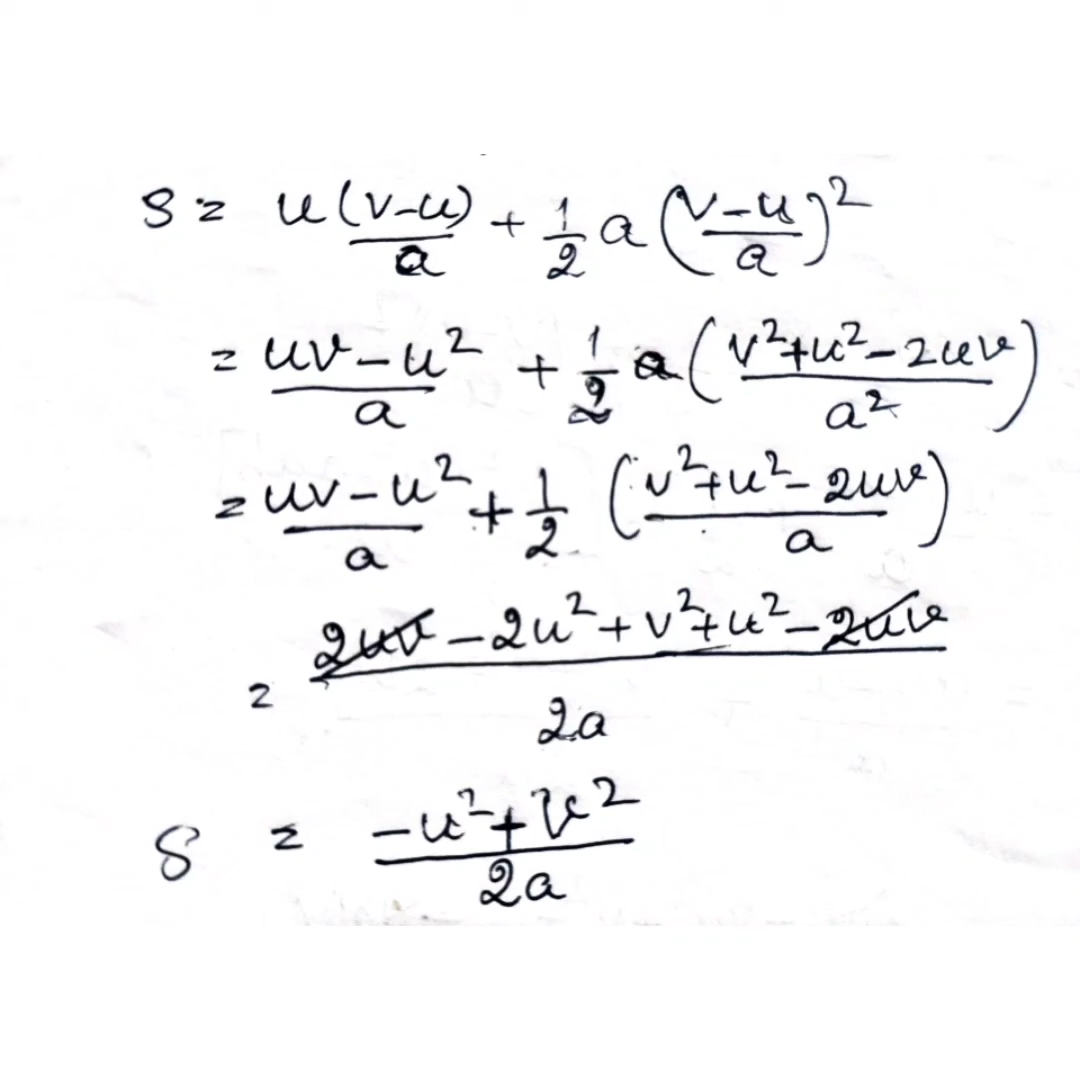 S = u(v-u)/a + 1/2 a ((v-u)/a)²
= (uv-u²)/a + 1/2 a ((v²+u²-2uv)/a²)
= (uv-u²)/a + 1/2 ((v²+u²-2uv)/a)
= (2uv-2u²+v²+u²-2uv)/2a
S = (-u²+v²)/2a